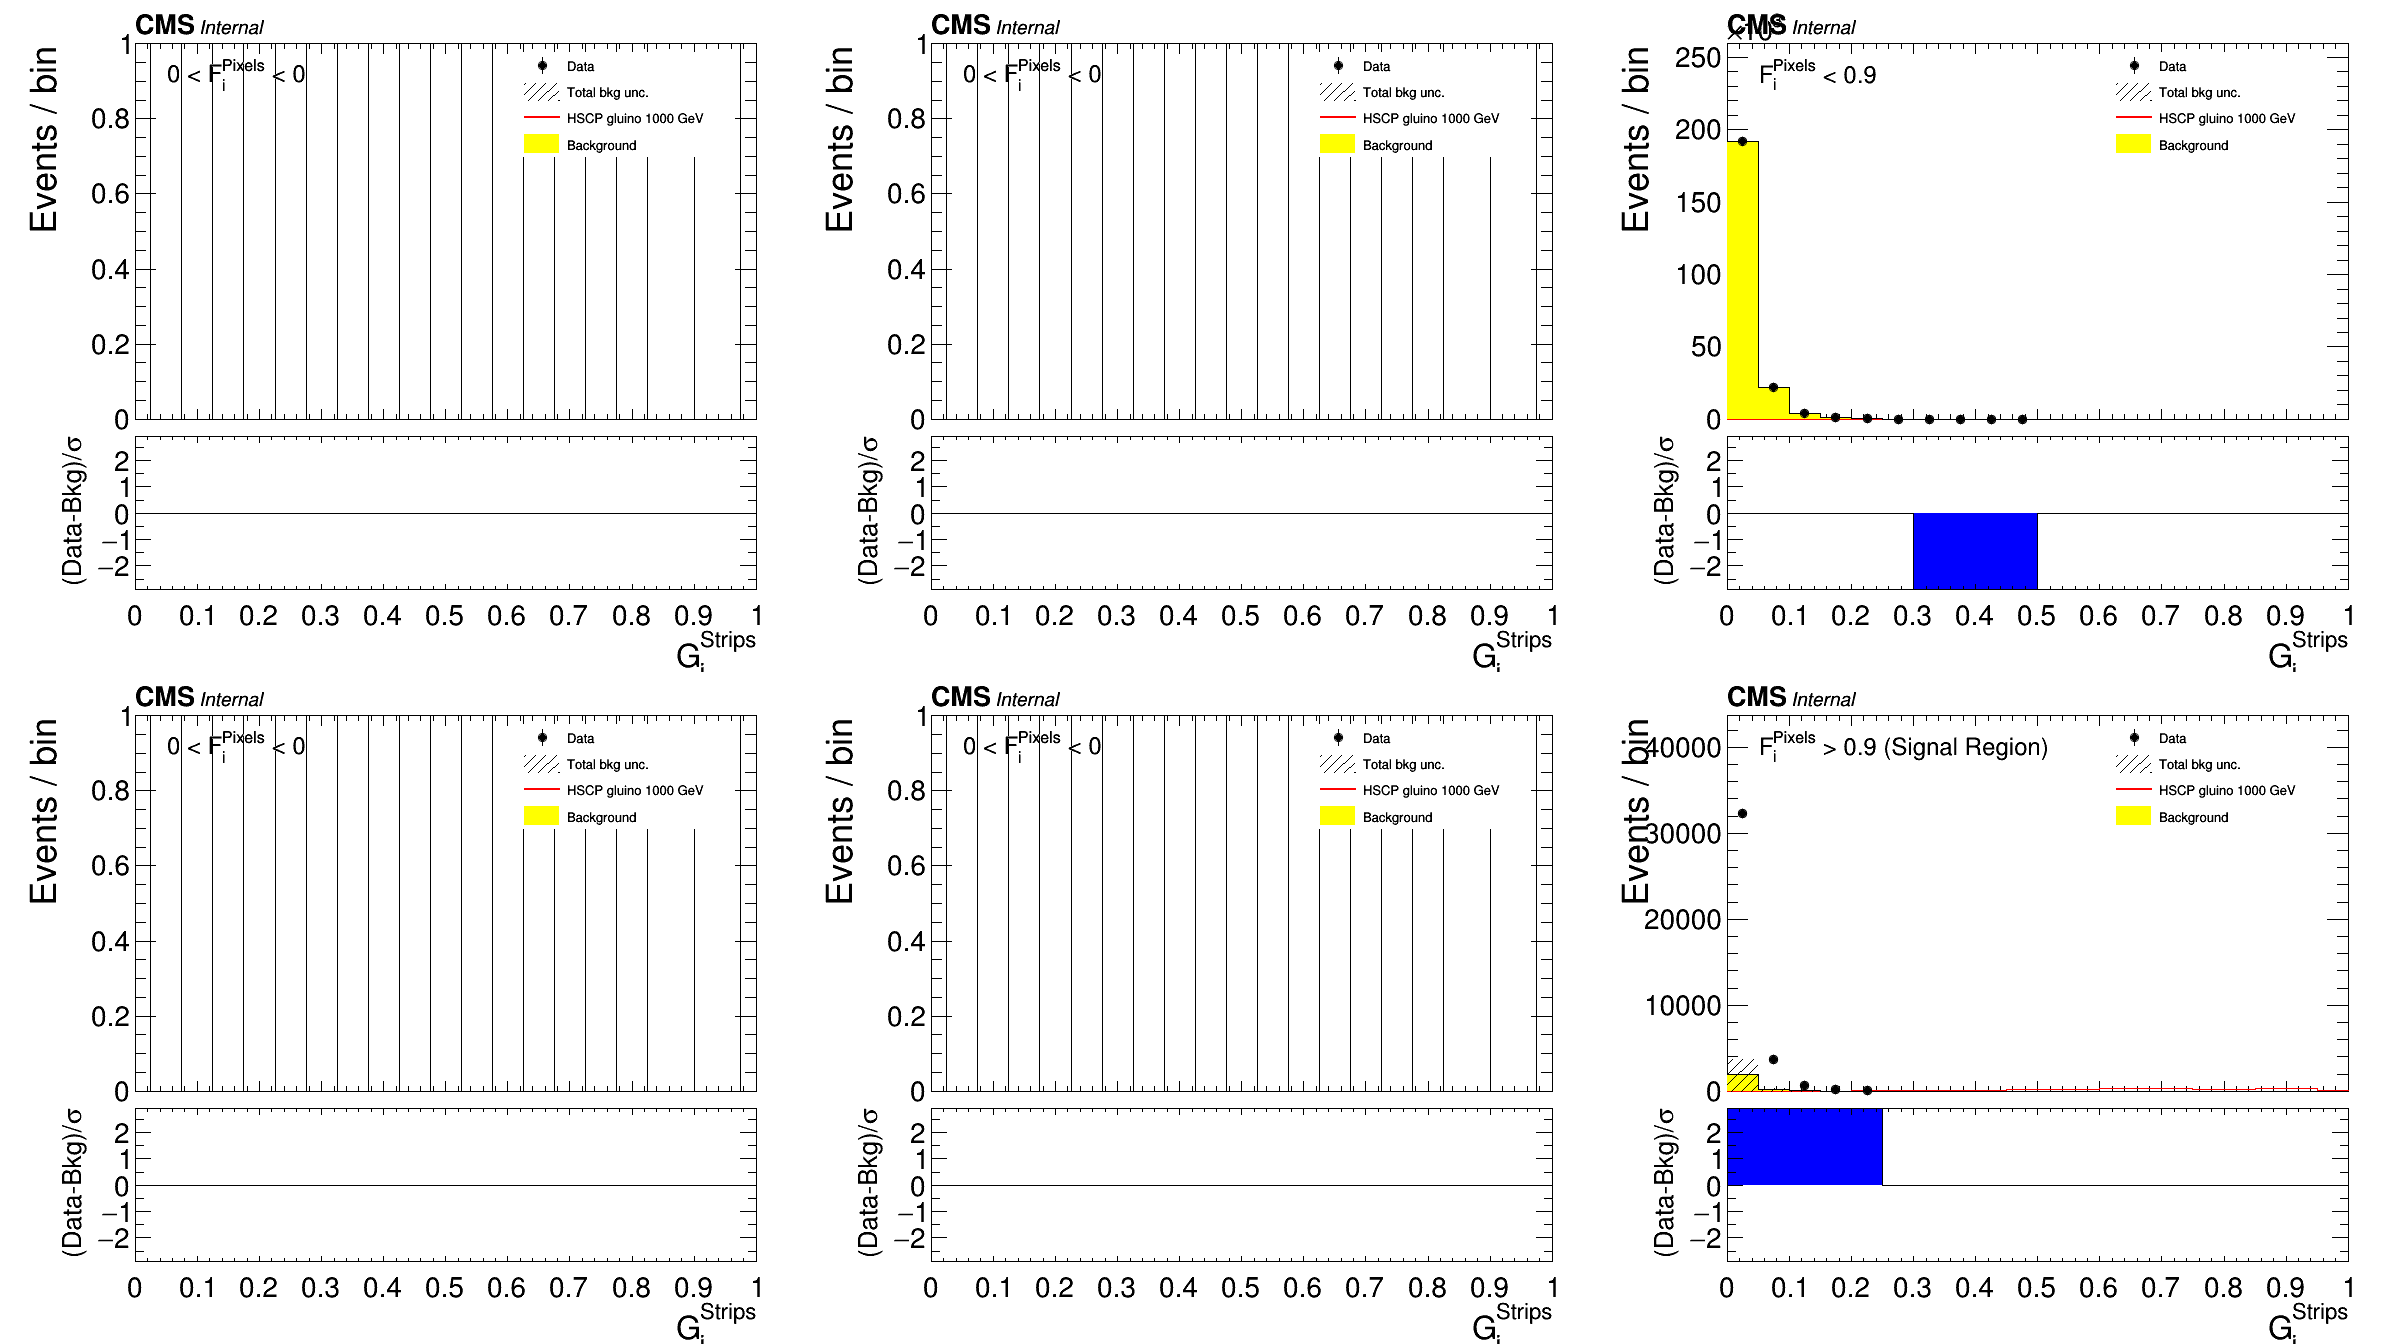 CMS Internal
Events / bin
0 < F_i^Pixels < 0
Data
Total bkg unc.
HSCP gluino 1000 GeV
Background
1
0.8
0.6
0.4
0.2
0
(Data-Bkg)/σ
2
1
0
−1
−2
0 0.1 0.2 0.3 0.4 0.5 0.6 0.7 0.8 0.9 1
G_i^Strips
CMS Internal
Events / bin
0 < F_i^Pixels < 0
Data
Total bkg unc.
HSCP gluino 1000 GeV
Background
1
0.8
0.6
0.4
0.2
0
(Data-Bkg)/σ
2
1
0
−1
−2
0 0.1 0.2 0.3 0.4 0.5 0.6 0.7 0.8 0.9 1
G_i^Strips
CMS Internal
Events / bin
F_i^Pixels < 0.9
Data
Total bkg unc.
HSCP gluino 1000 GeV
Background
250
200
150
100
50
0
(Data-Bkg)/σ
2
1
0
−1
−2
0 0.1 0.2 0.3 0.4 0.5 0.6 0.7 0.8 0.9 1
G_i^Strips
CMS Internal
Events / bin
0 < F_i^Pixels < 0
Data
Total bkg unc.
HSCP gluino 1000 GeV
Background
1
0.8
0.6
0.4
0.2
0
(Data-Bkg)/σ
2
1
0
−1
−2
0 0.1 0.2 0.3 0.4 0.5 0.6 0.7 0.8 0.9 1
G_i^Strips
CMS Internal
Events / bin
0 < F_i^Pixels < 0
Data
Total bkg unc.
HSCP gluino 1000 GeV
Background
1
0.8
0.6
0.4
0.2
0
(Data-Bkg)/σ
2
1
0
−1
−2
0 0.1 0.2 0.3 0.4 0.5 0.6 0.7 0.8 0.9 1
G_i^Strips
CMS Internal
Events / bin
F_i^Pixels > 0.9 (Signal Region)
Data
Total bkg unc.
HSCP gluino 1000 GeV
Background
40000
30000
20000
10000
0
(Data-Bkg)/σ
2
1
0
−1
−2
0 0.1 0.2 0.3 0.4 0.5 0.6 0.7 0.8 0.9 1
G_i^Strips